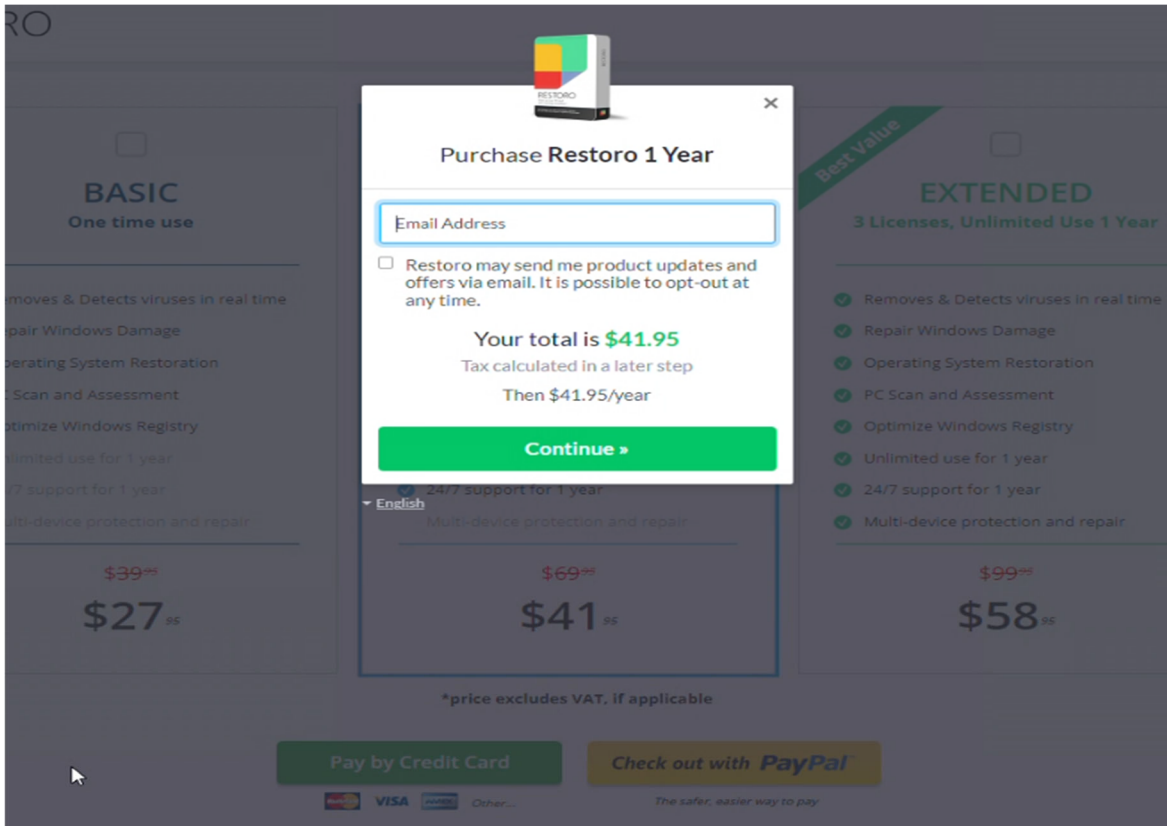 RO
RESTORO
Purchase Restoro 1 Year
Email Address
Restoro may send me product updates and
offers via email. It is possible to opt-out at
any time.
Your total is $41.95
Tax calculated in a later step
Then $41.95/year
Continue »
English
BASIC
One time use
emoves & Detects viruses in real time
epair Windows Damage
perating System Restoration
C Scan and Assessment
ptimize Windows Registry
nlimited use for 1 year
/7 support for 1 year
ulti-device protection and repair
$39.95
$27.95
24/7 support for 1 year
Multi-device protection and repair
$69.95
$41.95
Best Value
EXTENDED
3 Licenses, Unlimited Use 1 Year
Removes & Detects viruses in real time
Repair Windows Damage
Operating System Restoration
PC Scan and Assessment
Optimize Windows Registry
Unlimited use for 1 year
24/7 support for 1 year
Multi-device protection and repair
$99.95
$58.95
*price excludes VAT, if applicable
Pay by Credit Card
VISA Other...
Check out with PayPal
The safer, easier way to pay